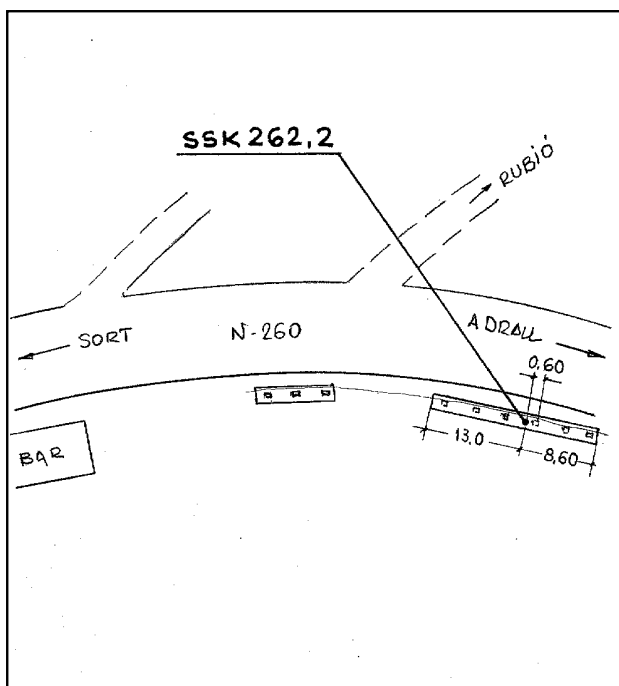 SSK 262,2
RUBIÓ
SORT
N-260
ADRALL
0,60
BAR
13,0
8,60